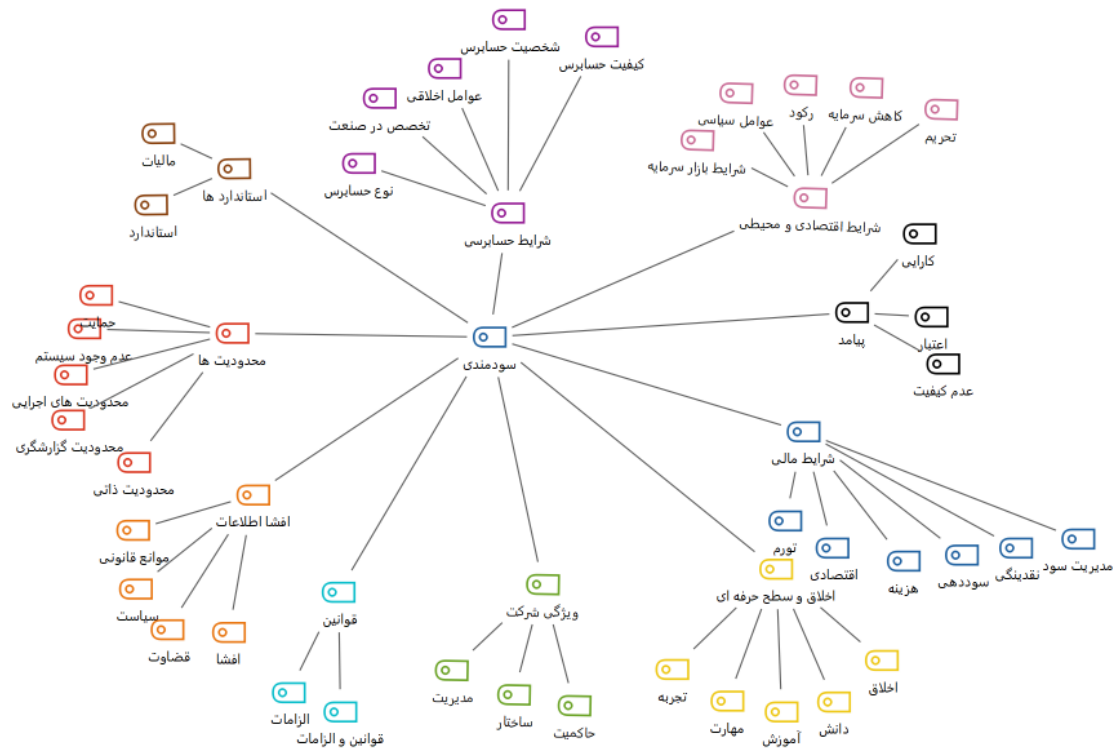 شخصیت حسابرس
کیفیت حسابرس
عوامل اخلاقی
تخصص در صنعت
نوع حسابرس
شرایط حسابرسی
عوامل سیاسی
رکود
کاهش سرمایه
تحریم
شرایط بازار سرمایه
شرایط اقتصادی و محیطی
مالیات
استاندارد ها
استاندارد
کارایی
پیامد
اعتبار
عدم کیفیت
سودمندی
حمایت
عدم وجود سیستم
محدودیت ها
محدودیت های اجرایی
محدودیت گزارشگری
محدودیت ذاتی
شرایط مالی
تورم
اقتصادی
هزینه
سوددهی
نقدینگی
مدیریت سود
افشا اطلاعات
موانع قانونی
سیاست
قضاوت
افشا
قوانین
الزامات
قوانین و الزامات
ویژگی شرکت
مدیریت
ساختار
حاکمیت
اخلاق و سطح حرفه ای
تجربه
مهارت
آموزش
دانش
اخلاق